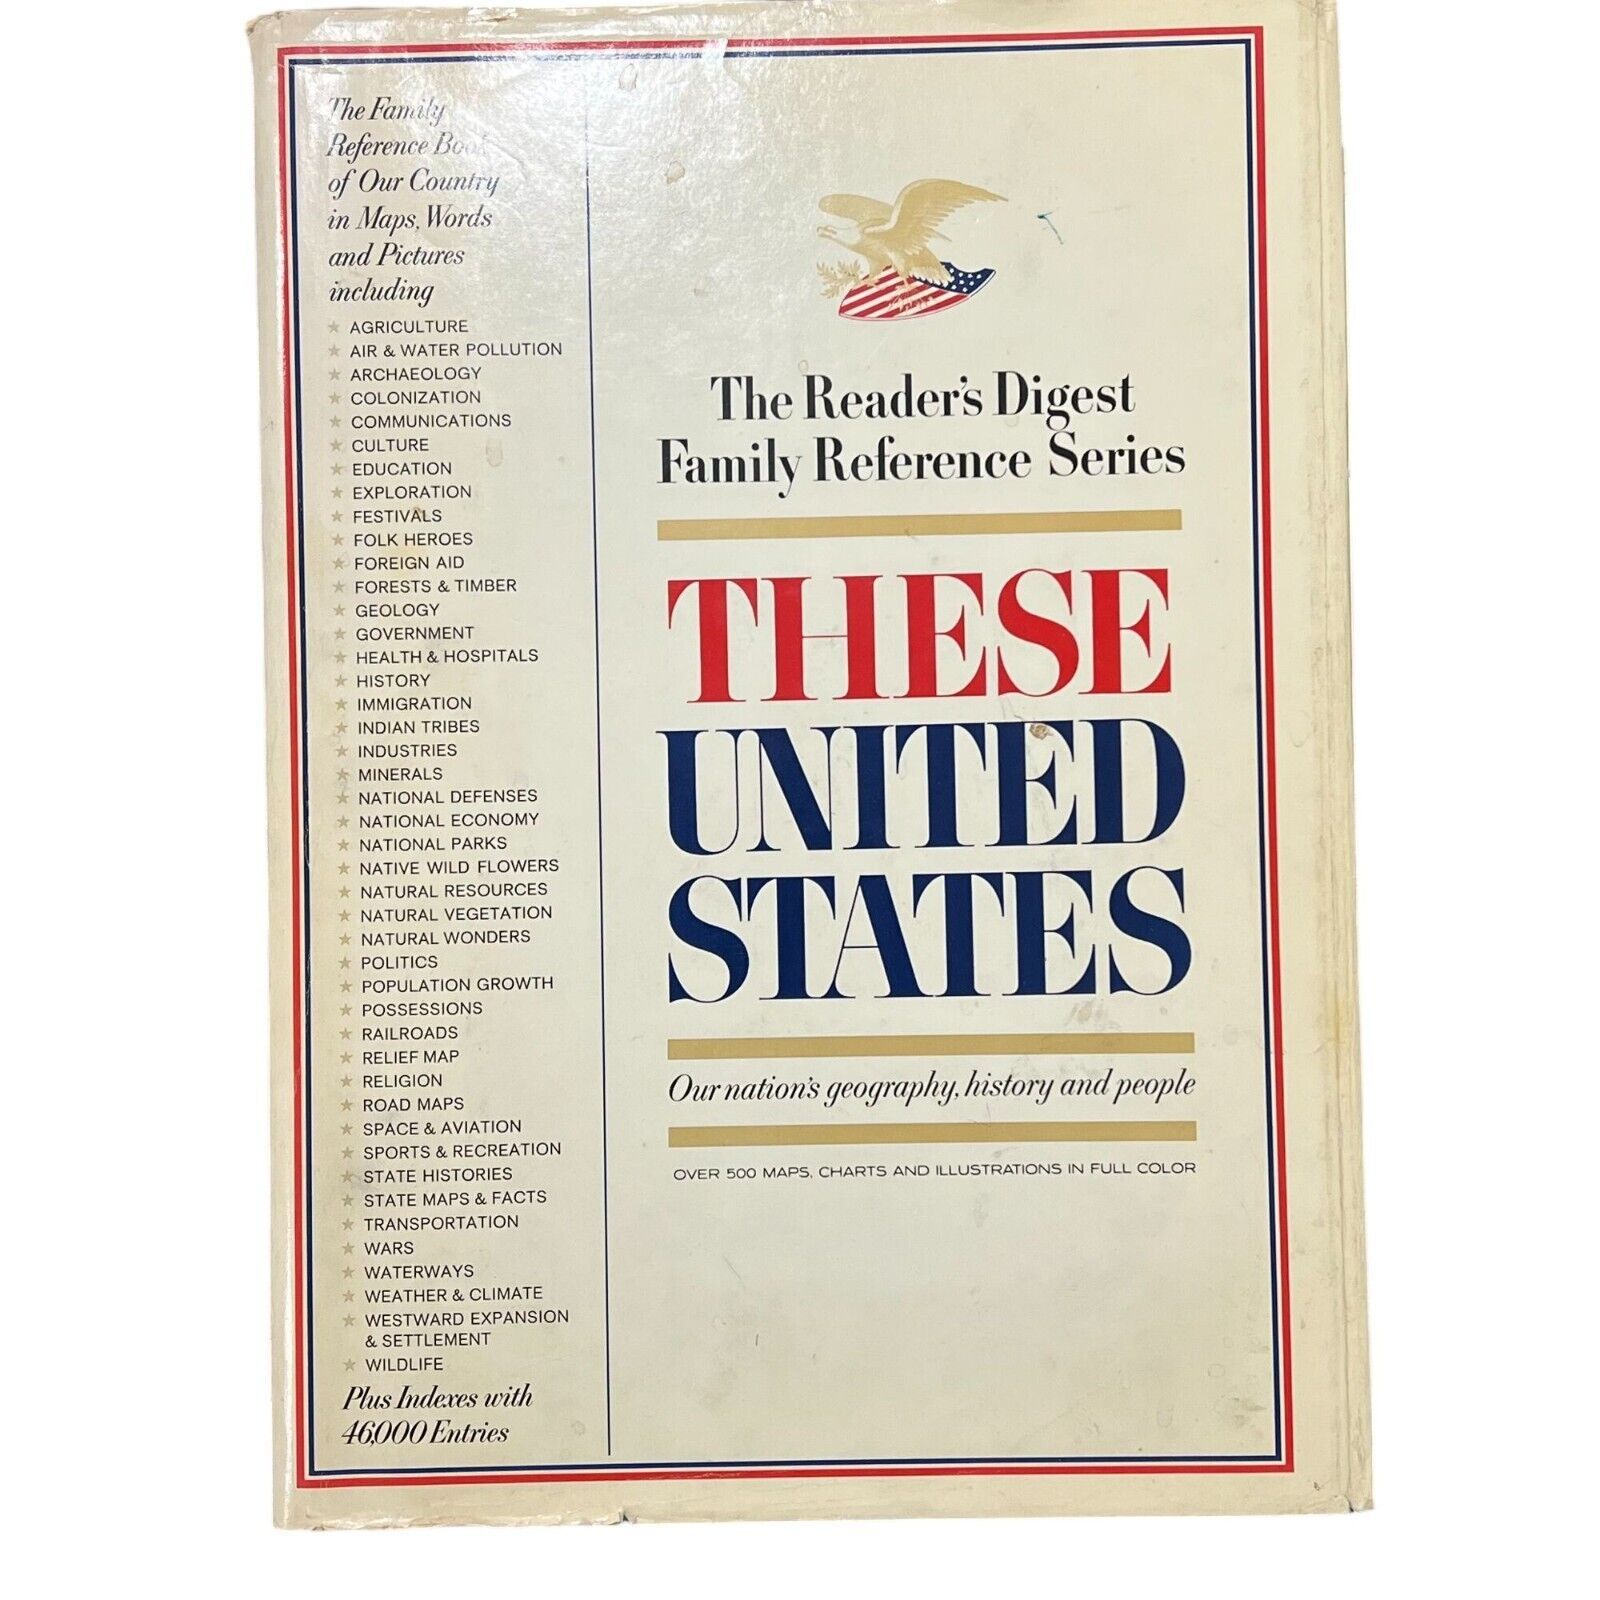 The Family
Reference Book
of Our Country
in Maps, Words
and Pictures
including
AGRICULTURE
AIR & WATER POLLUTION
ARCHAEOLOGY
COLONIZATION
COMMUNICATIONS
CULTURE
EDUCATION
EXPLORATION
FESTIVALS
FOLK HEROES
FOREIGN AID
FORESTS & TIMBER
GEOLOGY
GOVERNMENT
HEALTH & HOSPITALS
HISTORY
IMMIGRATION
INDIAN TRIBES
INDUSTRIES
MINERALS
NATIONAL DEFENSES
NATIONAL ECONOMY
NATIONAL PARKS
NATIVE WILD FLOWERS
NATURAL RESOURCES
NATURAL VEGETATION
NATURAL WONDERS
POLITICS
POPULATION GROWTH
POSSESSIONS
RAILROADS
RELIEF MAP
RELIGION
ROAD MAPS
SPACE & AVIATION
SPORTS & RECREATION
STATE HISTORIES
STATE MAPS & FACTS
TRANSPORTATION
WARS
WATERWAYS
WEATHER & CLIMATE
WESTWARD EXPANSION
& SETTLEMENT
WILDLIFE
Plus Indexes with
46,000 Entries
The Reader's Digest
Family Reference Series
THESE
UNITED
STATES
Our nation's geography, history and people
OVER 500 MAPS, CHARTS AND ILLUSTRATIONS IN FULL COLOR